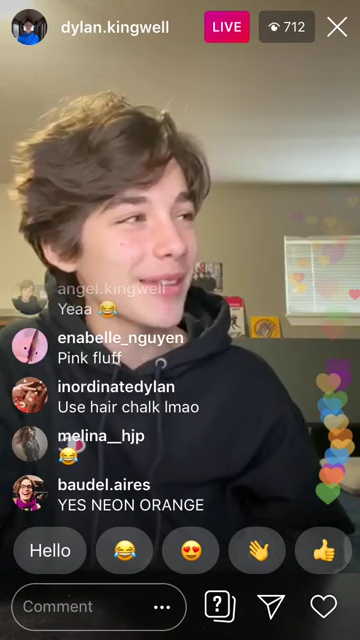 dylan.kingwell
LIVE
712
angel.kingwell
Yeaa 😂
enabelle_nguyen
Pink fluff
inordinatedylan
Use hair chalk lmao
melina__hjp
😂
baudel.aires
YES NEON ORANGE
Hello
Comment